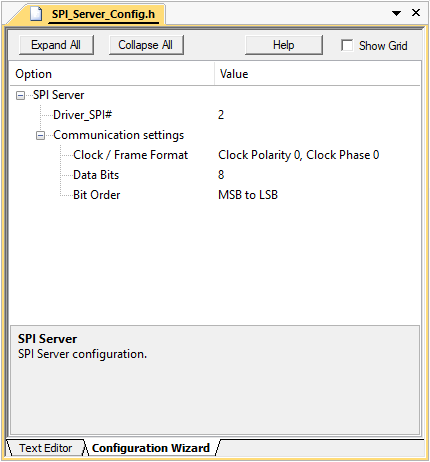 SPI_Server_Config.h
Expand All Collapse All Help Show Grid
Option Value
SPI Server
Driver_SPI# 2
Communication settings
Clock / Frame Format Clock Polarity 0, Clock Phase 0
Data Bits 8
Bit Order MSB to LSB
SPI Server
SPI Server configuration.
Text Editor Configuration Wizard